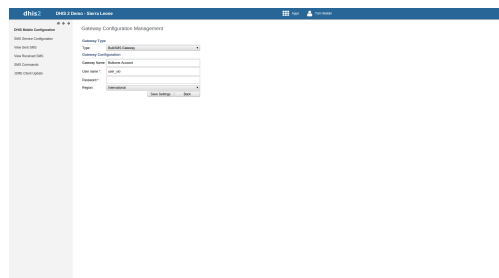 dhis2 DHIS 2 Demo - Sierra Leone Apps Tom Wakiki
DHIS Mobile Configuration
SMS Service Configuration
View Sent SMS
View Received SMS
SMS Commands
J2ME Client Update
Gateway Configuration Management
Gateway Type
Type BulkSMS Gateway
Gateway Configuration
Gateway Name Bulksms Account
User name * user_uio
Password *
Region International
Save Settings Back